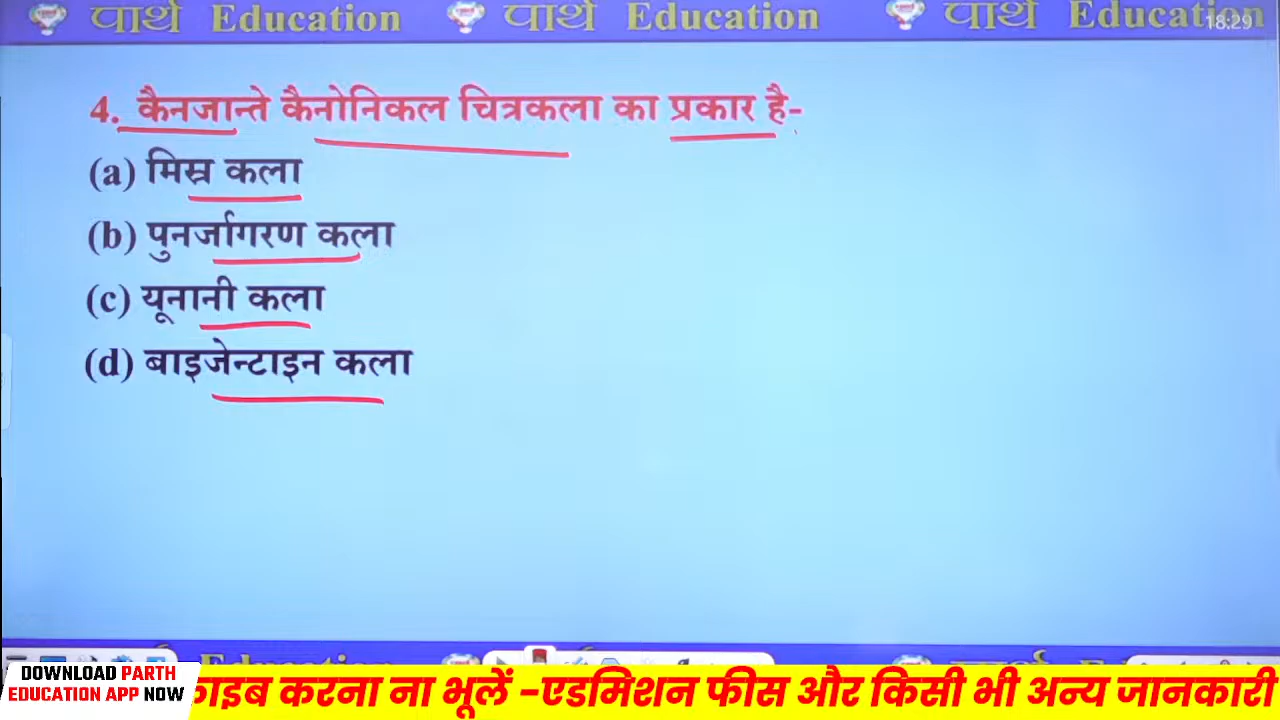 पार्थ Education पार्थ Education पार्थ Education
18:29
4. कैनजान्ते कैनोनिकल चित्रकला का प्रकार है-
(a) मिस्र कला
(b) पुनर्जागरण कला
(c) यूनानी कला
(d) बाइजेन्टाइन कला
DOWNLOAD PARTH
EDUCATION APP NOW
करना ना भूलें -एडमिशन फीस और किसी भी अन्य जानकारी